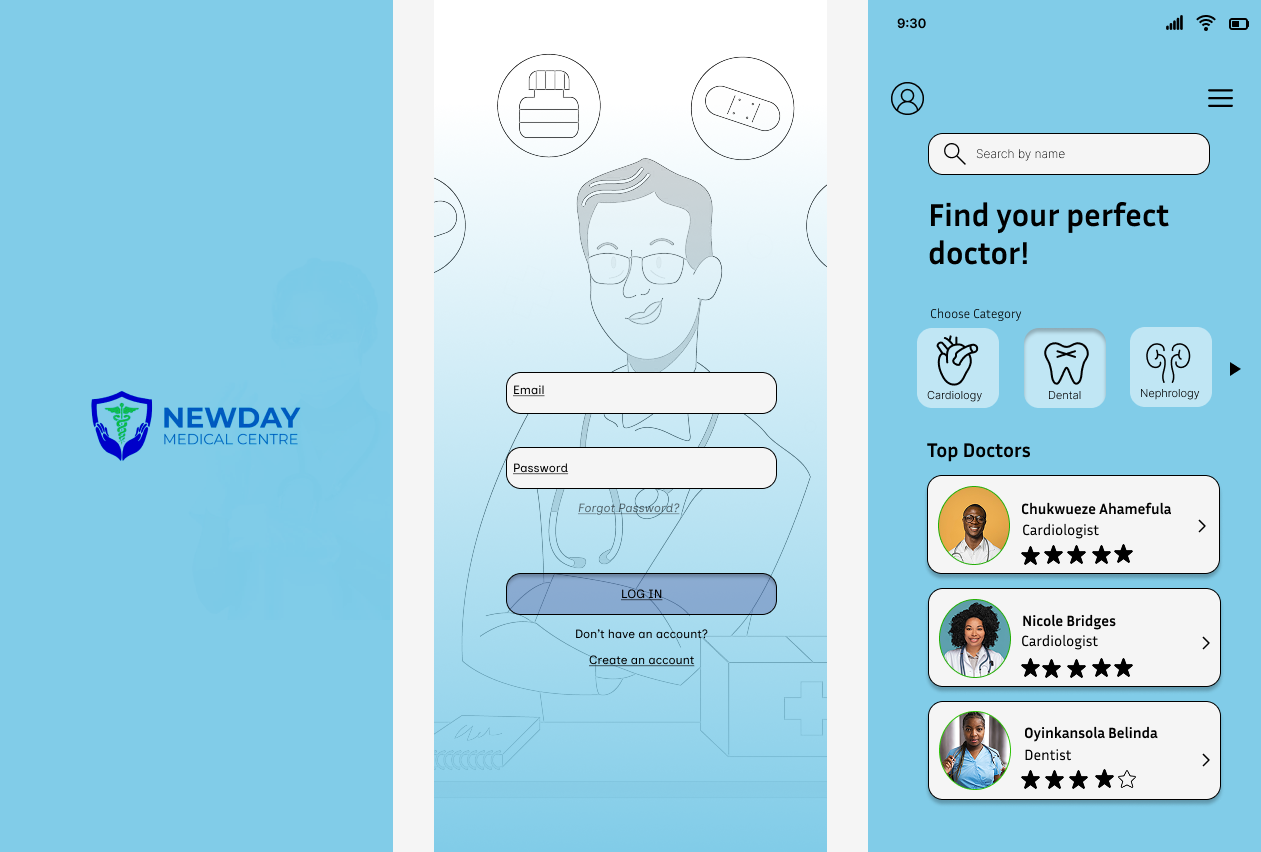 NEWDAY
MEDICAL CENTRE
Email
Password
Forgot Password?
LOG IN
Don't have an account?
Create an account
9:30
Search by name
Find your perfect
doctor!
Choose Category
Cardiology
Dental
Nephrology
Top Doctors
Chukwueze Ahamefula
Cardiologist
Nicole Bridges
Cardiologist
Oyinkansola Belinda
Dentist